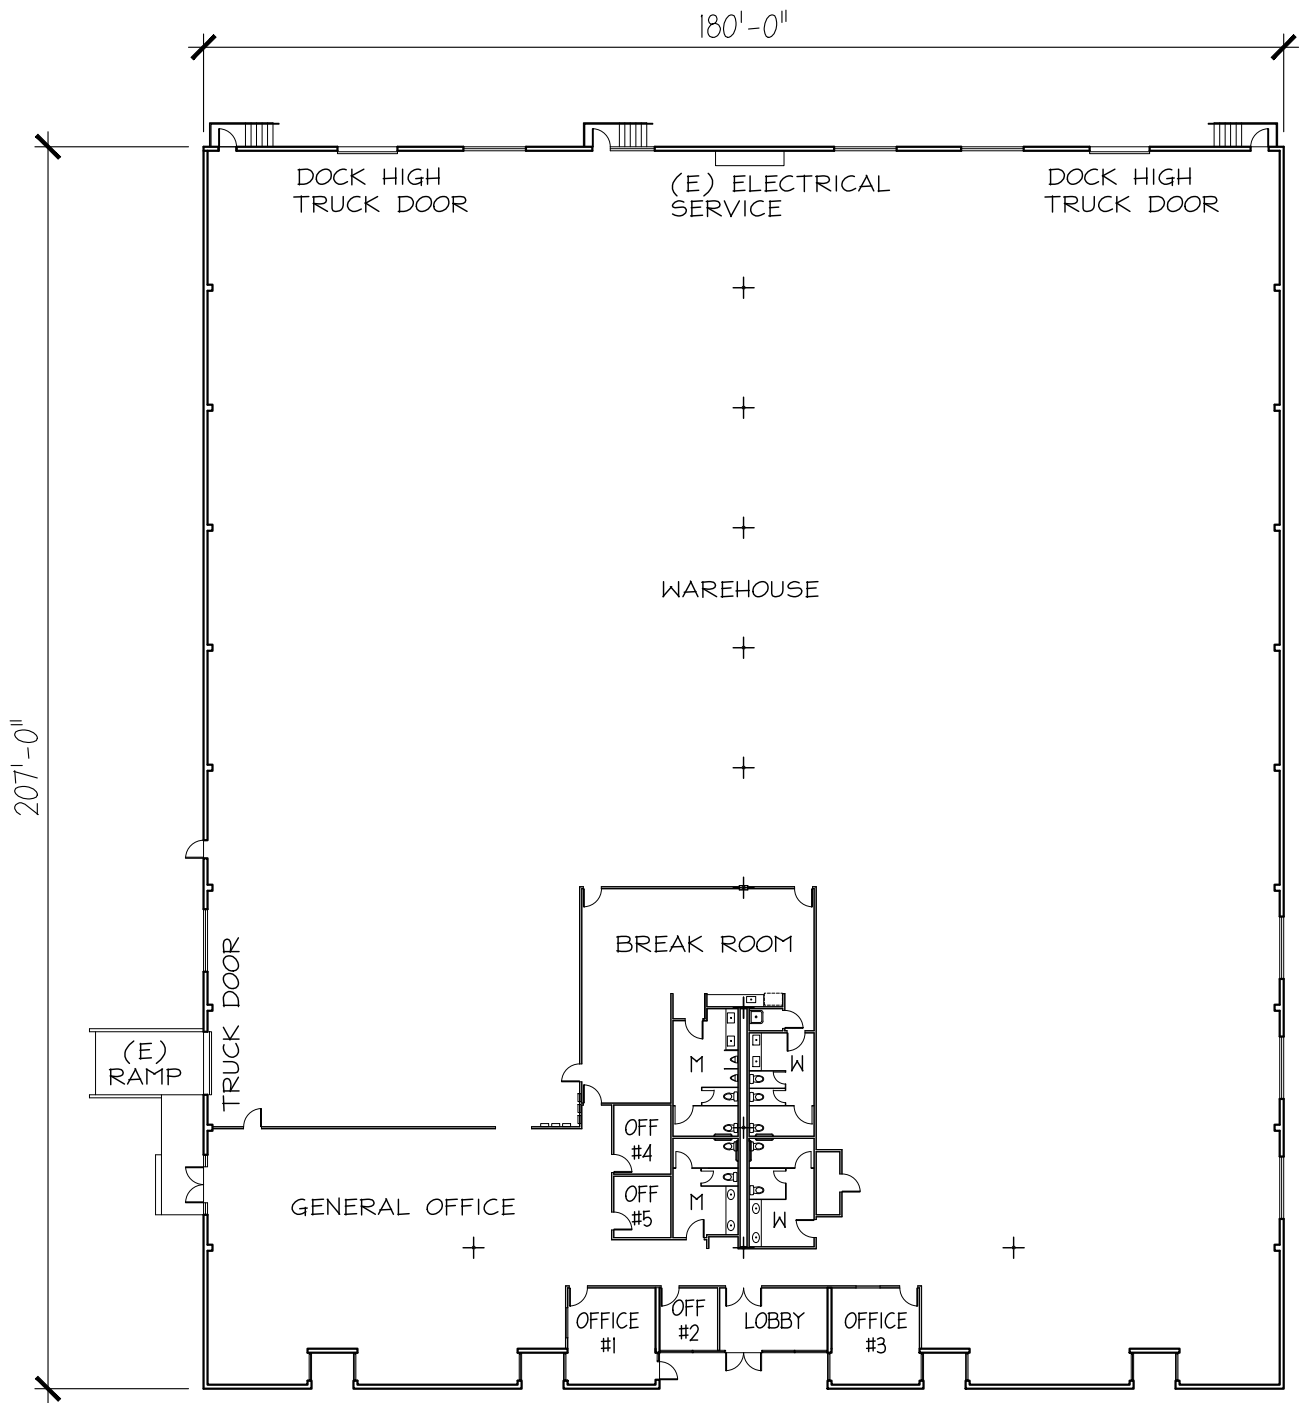 180'-0"
DOCK HIGH
TRUCK DOOR
(E) ELECTRICAL
SERVICE
DOCK HIGH
TRUCK DOOR
WAREHOUSE
207'-0"
BREAK ROOM
TRUCK DOOR
(E)
RAMP
M
W
OFF
#4
GENERAL OFFICE
OFF
#5
M
W
OFFICE
#1
OFF
#2
LOBBY
OFFICE
#3